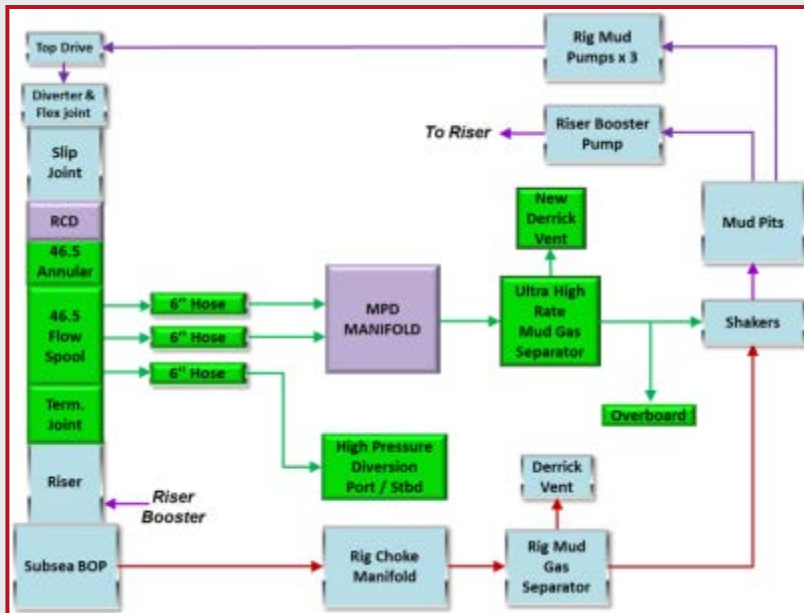 Top Drive
Rig Mud
Pumps x 3
Diverter &
Flex joint
To Riser
Riser Booster
Pump
Slip
Joint
New
Derrick
Vent
Mud Pits
RCD
46.5
Annular
6" Hose
MPD
MANIFOLD
Ultra High
Rate
Mud Gas
Separator
46.5
Flow
Spool
6" Hose
Shakers
6" Hose
Term.
Joint
Overboard
High Pressure
Diversion
Port / Stbd
Riser
Riser
Booster
Derrick
Vent
Subsea BOP
Rig Choke
Manifold
Rig Mud
Gas
Separator